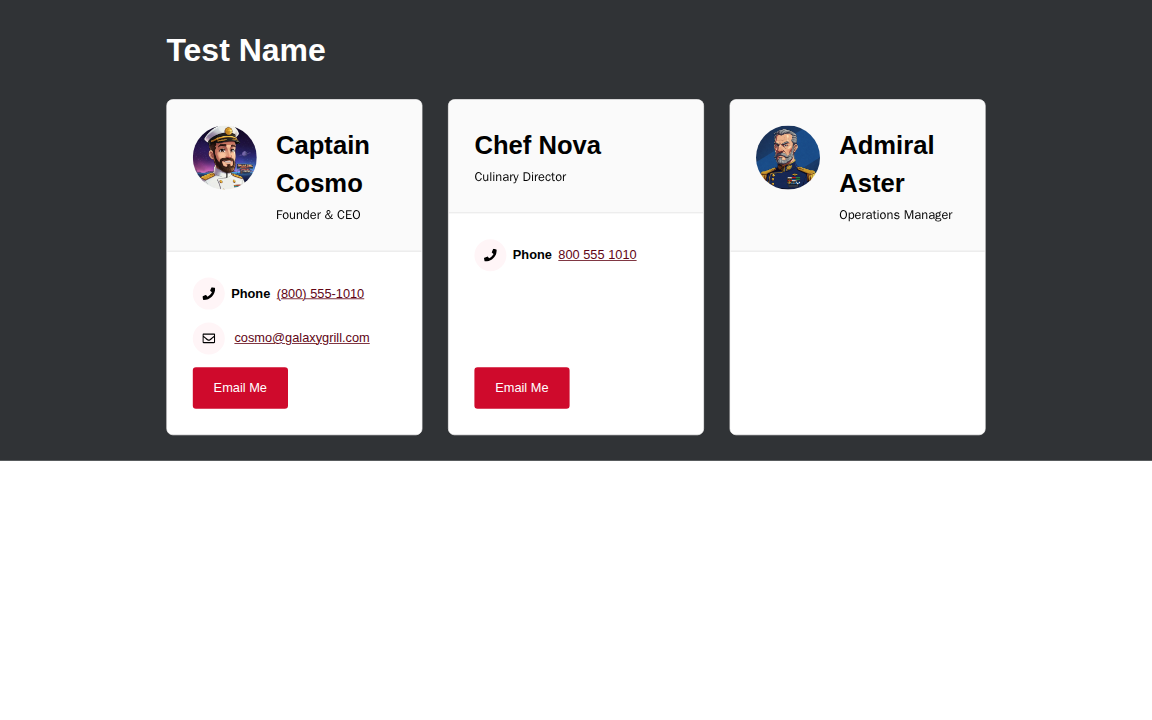 Test Name
Captain
Cosmo
Founder & CEO
Phone (800) 555-1010
cosmo@galaxygrill.com
Email Me
Chef Nova
Culinary Director
Phone 800 555 1010
Email Me
Admiral
Aster
Operations Manager